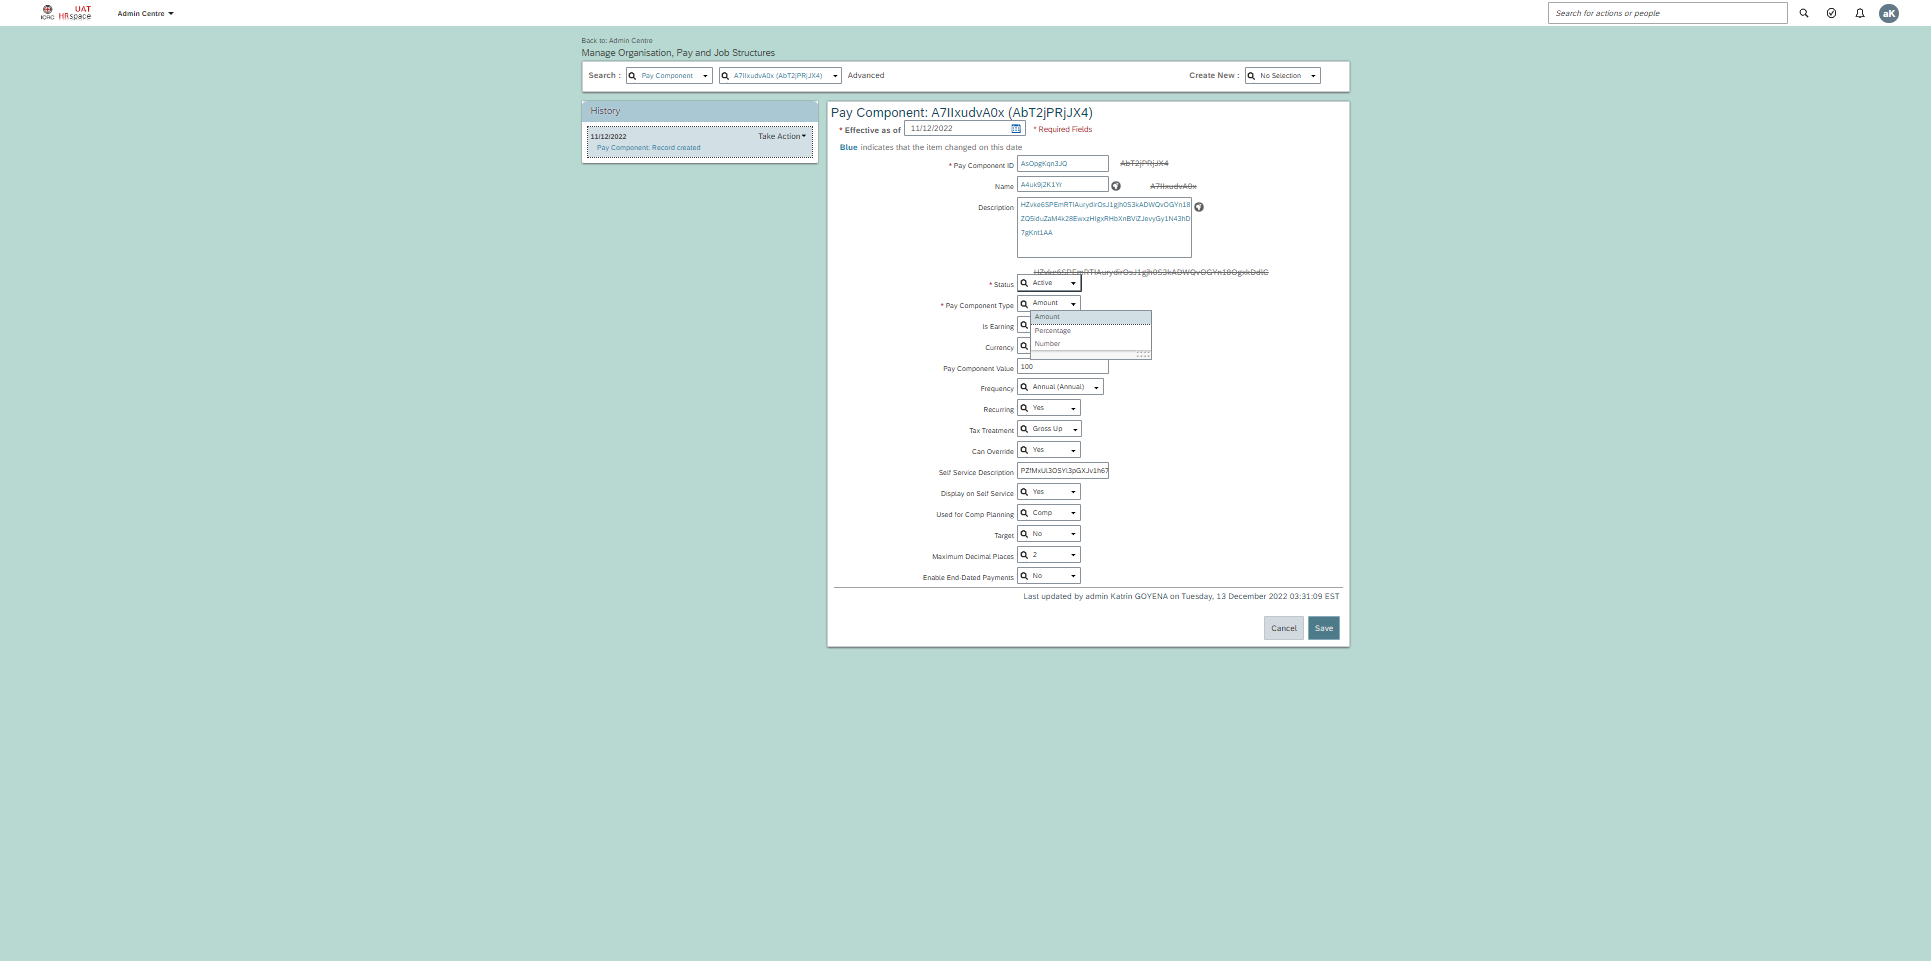 ICRC
UAT
HRspace
Admin Centre
Search for actions or people
aK
Back to: Admin Centre
Manage Organisation, Pay and Job Structures
Search : Pay Component A7IIxudvA0x (AbT2jPRjJX4) Advanced Create New : No Selection
History
11/12/2022 Take Action
Pay Component: Record created
Pay Component: A7IIxudvA0x (AbT2jPRjJX4)
* Effective as of 11/12/2022 * Required Fields
Blue indicates that the item changed on this date
* Pay Component ID AsOpgKqn3JQ AbT2jPRjJX4
Name A4uk9j2K1Yr A7IIxudvA0x
Description HZvke6SPEmRTIAurydirOsJ1gjh0S3kADWQvOGYn18
ZQ5iduZaM4k28EwxzHIgxRHbXnBViZJevyGy1N43hD
7gKnt1AA
HZvke6SPEmRTIAurydirOsJ1gjh0S3kADWQvOGYn18OgxkDdlC
* Status Active
* Pay Component Type Amount
Amount
Is Earning
Percentage
Number
Currency
Pay Component Value 100
Frequency Annual (Annual)
Recurring Yes
Tax Treatment Gross Up
Can Override Yes
Self Service Description PZfMxUl3OSYl3pGXJv1h67
Display on Self Service Yes
Used for Comp Planning Comp
Target No
Maximum Decimal Places 2
Enable End-Dated Payments No
Last updated by admin Katrin GOYENA on Tuesday, 13 December 2022 03:31:09 EST
Cancel Save